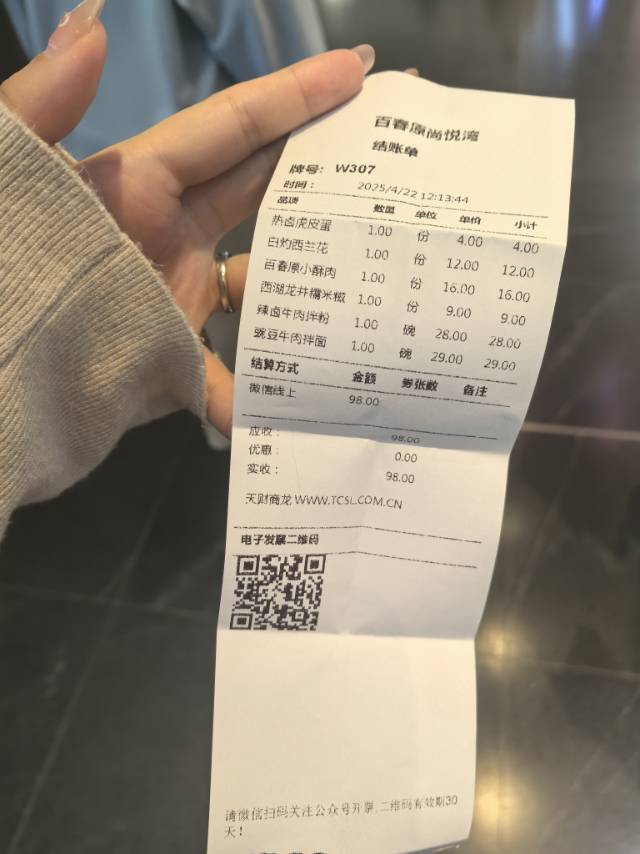 百春原尚悦湾
结账单
牌号: W307
时间: 2025/4/22 12:13:44
品项 数量 单位 单价 小计
热卤虎皮蛋 1.00 份 4.00 4.00
白灼西兰花 1.00 份 12.00 12.00
百春原小酥肉 1.00 份 16.00 16.00
西湖龙井糯米糍 1.00 份 9.00 9.00
辣卤牛肉拌粉 1.00 碗 28.00 28.00
豌豆牛肉拌面 1.00 碗 29.00 29.00
结算方式 金额 券张数 备注
微信线上 98.00
应收: 98.00
优惠: 0.00
实收: 98.00
天财商龙 WWW.TCSL.COM.CN
电子发票二维码
请微信扫码关注公众号开票,二维码有效期30
天!